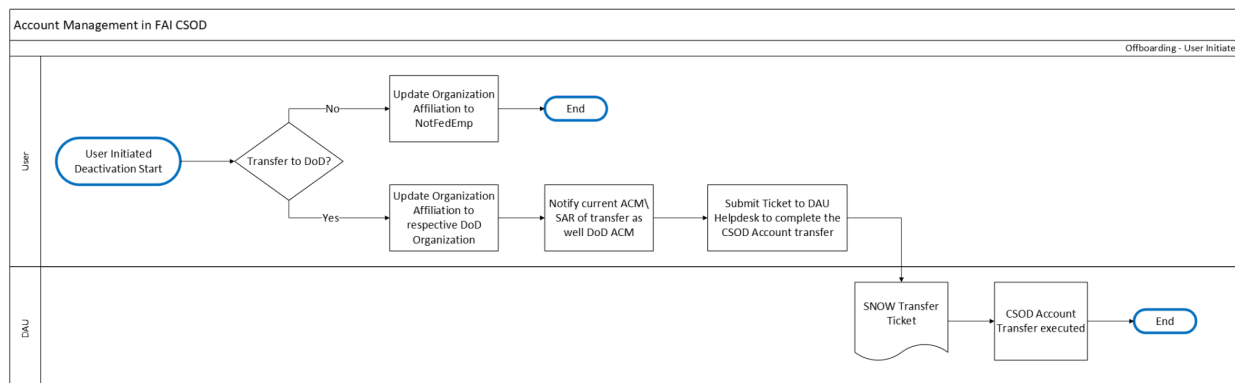 Account Management in FAI CSOD
Offboarding - User Initiate
User
User Initiated
Deactivation Start
Transfer to DoD?
No
Update Organization
Affiliation to
NotFedEmp
End
Yes
Update Organization
Affiliation to
respective DoD
Organization
Notify current ACM\
SAR of transfer as
well DoD ACM
Submit Ticket to DAU
Helpdesk to complete the
CSOD Account transfer
DAU
SNOW Transfer
Ticket
CSOD Account
Transfer executed
End